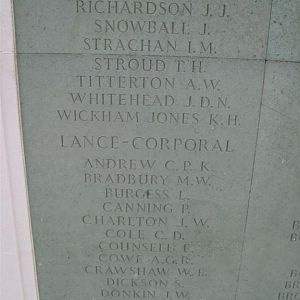 RICHARDSON J. J.
SNOWBALL J.
STRACHAN I. M.
STROUD T. H.
TITTERTON A. W.
WHITEHEAD J. D. N.
WICKHAM JONES K. H.
LANCE-CORPORAL
ANDREW C. P. K.
BRADBURY M. W.
BURGESS L.
CANNING P.
CHARLTON J. W.
COLE C. D.
COUNSELL E.
COWE A. G. R.
CRAWSHAW W. E.
DICKSON S.
DONKIN J. W.